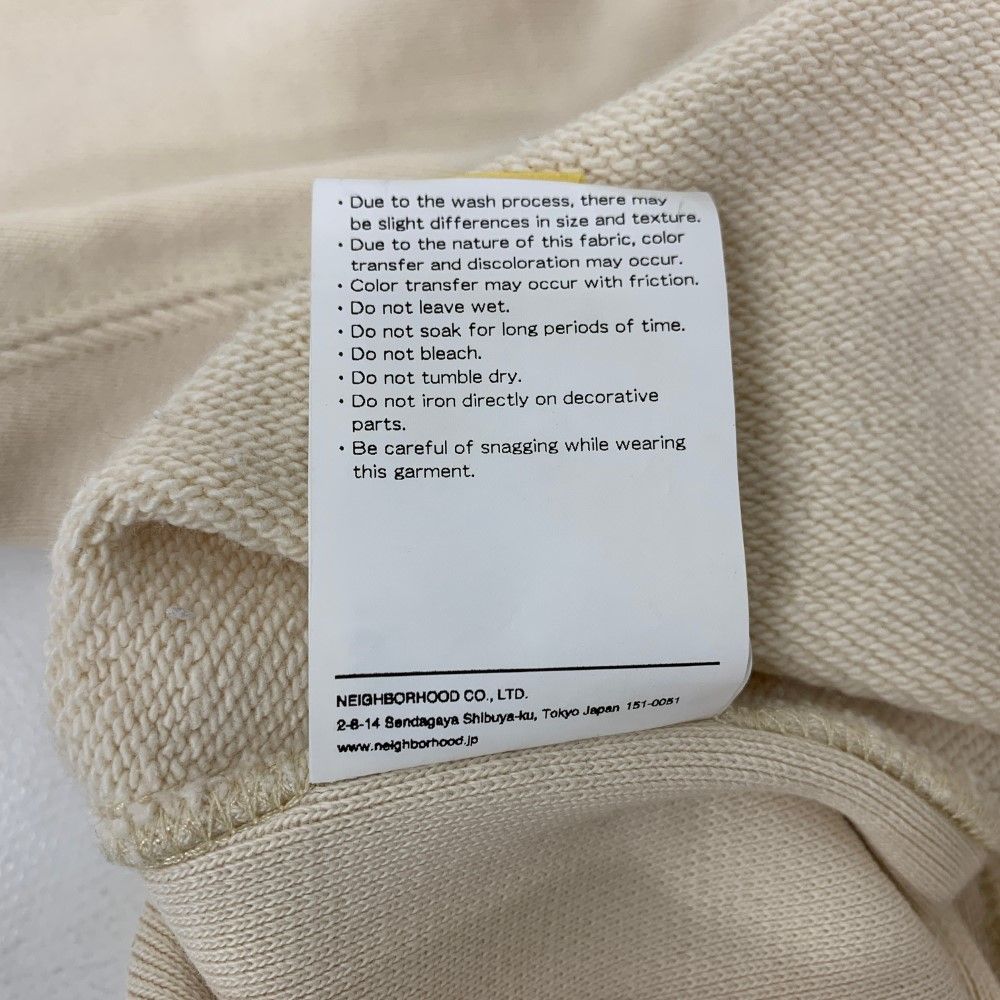 ・Due to the wash process, there may
be slight differences in size and texture.
・Due to the nature of this fabric, color
transfer and discoloration may occur.
・Color transfer may occur with friction.
・Do not leave wet.
・Do not soak for long periods of time.
・Do not bleach.
・Do not tumble dry.
・Do not iron directly on decorative
parts.
・Be careful of snagging while wearing
this garment.
NEIGHBORHOOD CO., LTD.
2-8-14 Sendagaya Shibuya-ku, Tokyo Japan 151-0051
www.neighborhood.jp